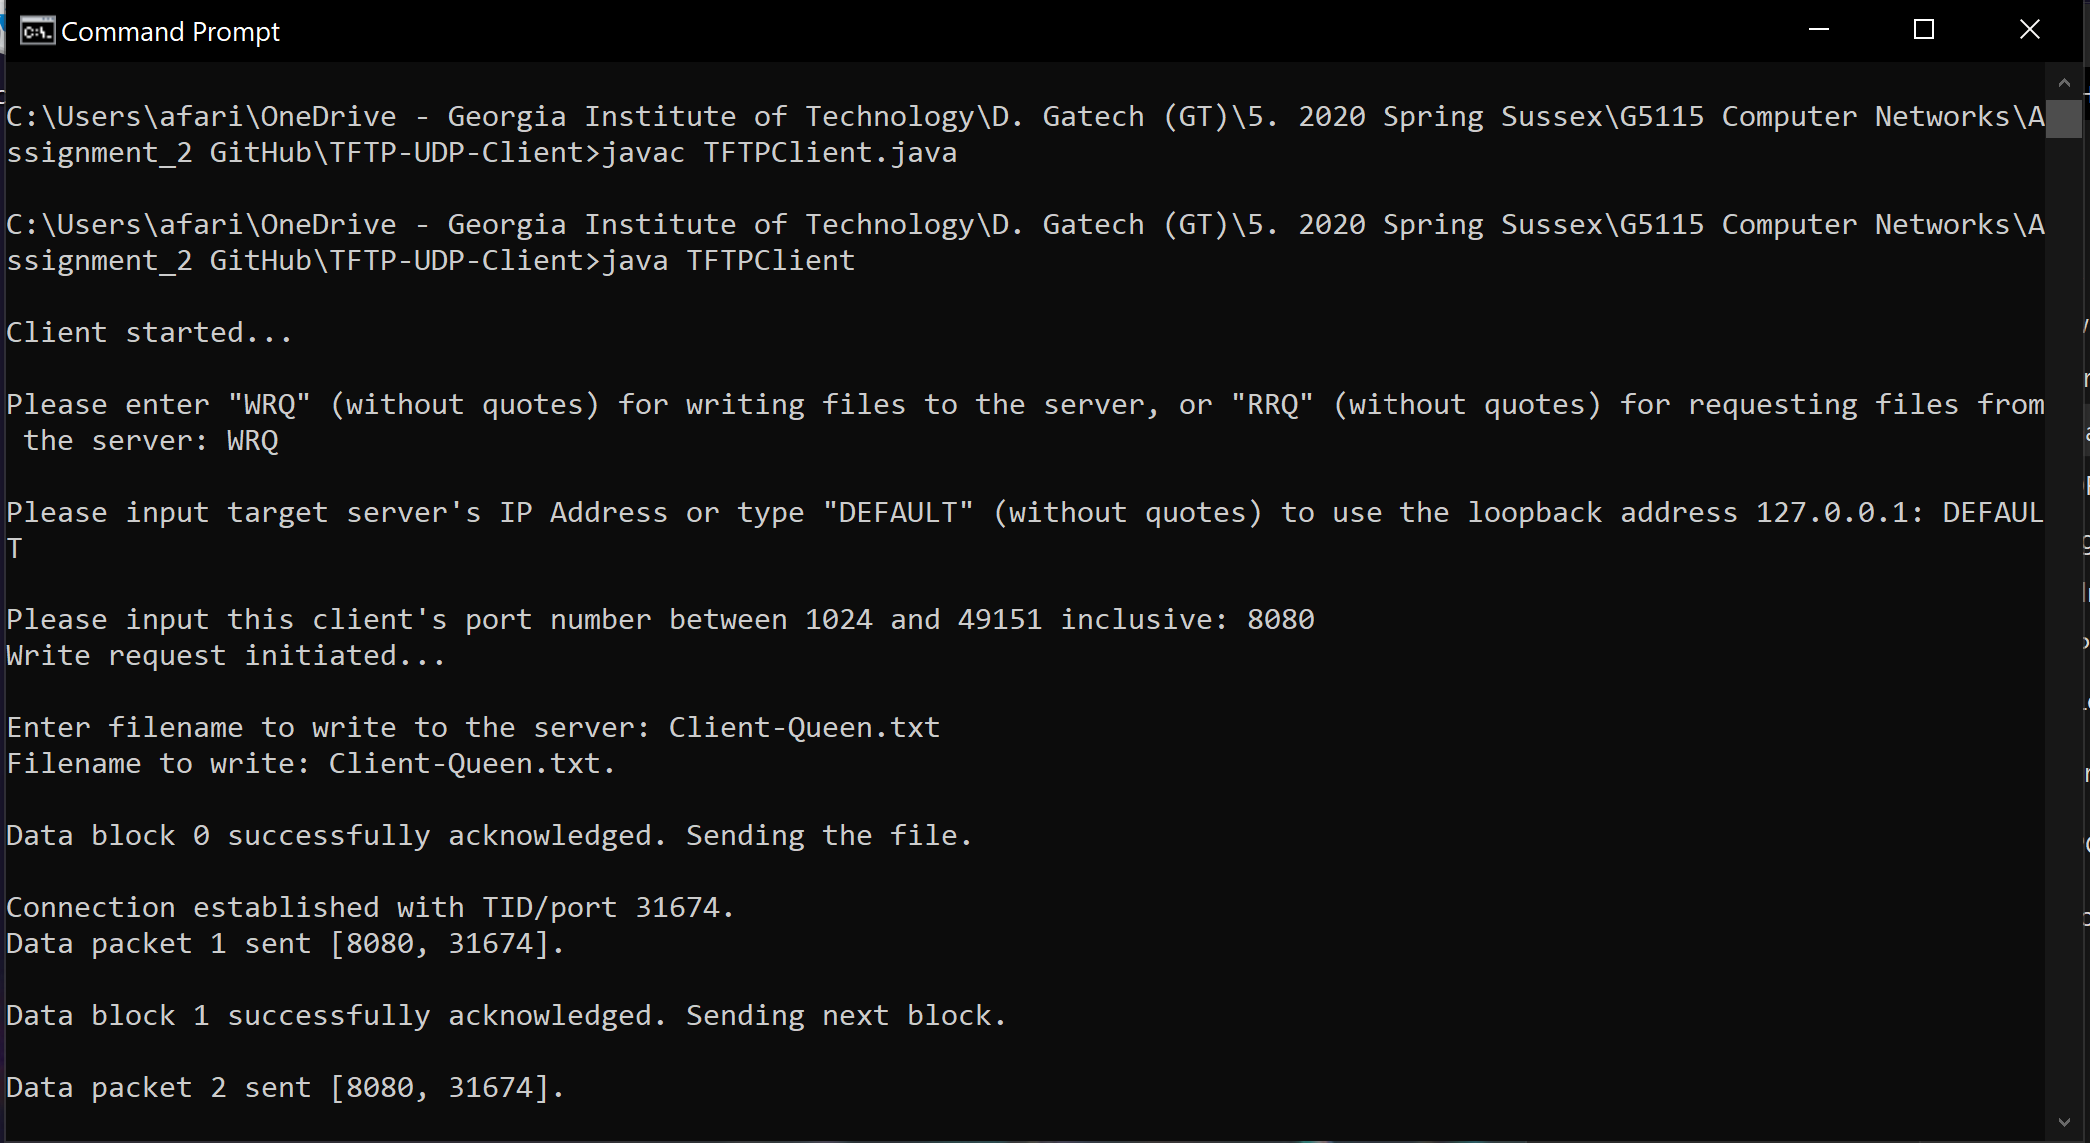 Command Prompt
C:\Users\afari\OneDrive - Georgia Institute of Technology\D. Gatech (GT)\5. 2020 Spring Sussex\G5115 Computer Networks\A
ssignment_2 GitHub\TFTP-UDP-Client>javac TFTPClient.java
C:\Users\afari\OneDrive - Georgia Institute of Technology\D. Gatech (GT)\5. 2020 Spring Sussex\G5115 Computer Networks\A
ssignment_2 GitHub\TFTP-UDP-Client>java TFTPClient
Client started...
Please enter "WRQ" (without quotes) for writing files to the server, or "RRQ" (without quotes) for requesting files from
 the server: WRQ
Please input target server's IP Address or type "DEFAULT" (without quotes) to use the loopback address 127.0.0.1: DEFAUL
T
Please input this client's port number between 1024 and 49151 inclusive: 8080
Write request initiated...
Enter filename to write to the server: Client-Queen.txt
Filename to write: Client-Queen.txt.
Data block 0 successfully acknowledged. Sending the file.
Connection established with TID/port 31674.
Data packet 1 sent [8080, 31674].
Data block 1 successfully acknowledged. Sending next block.
Data packet 2 sent [8080, 31674].